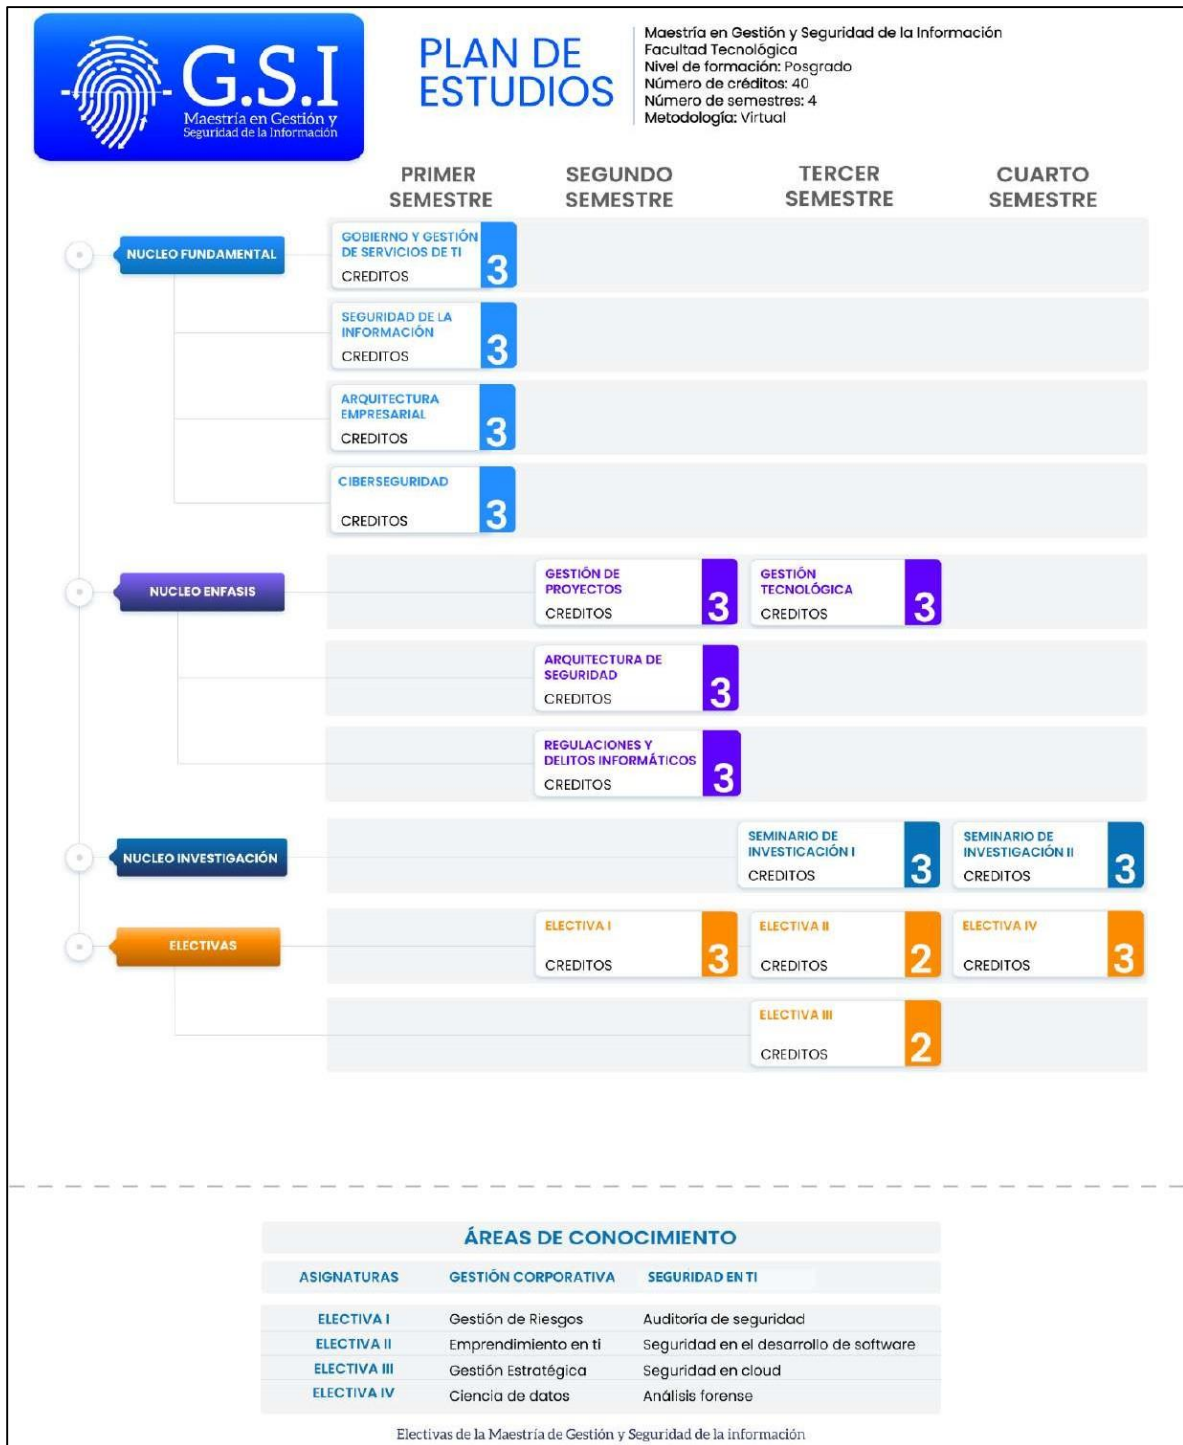 G.S.I
Maestría en Gestión y
Seguridad de la Información
PLAN DE
ESTUDIOS
Maestría en Gestión y Seguridad de la Información
Facultad Tecnológica
Nivel de formación: Posgrado
Número de créditos: 40
Número de semestres: 4
Metodología: Virtual
PRIMER
SEMESTRE
SEGUNDO
SEMESTRE
TERCER
SEMESTRE
CUARTO
SEMESTRE
NUCLEO FUNDAMENTAL
GOBIERNO Y GESTIÓN
DE SERVICIOS DE TI
CREDITOS
3
SEGURIDAD DE LA
INFORMACIÓN
CREDITOS
3
ARQUITECTURA
EMPRESARIAL
CREDITOS
3
CIBERSEGURIDAD
CREDITOS
3
NUCLEO ENFASIS
GESTIÓN DE
PROYECTOS
CREDITOS
3
GESTIÓN
TECNOLÓGICA
CREDITOS
3
ARQUITECTURA DE
SEGURIDAD
CREDITOS
3
REGULACIONES Y
DELITOS INFORMÁTICOS
CREDITOS
3
NUCLEO INVESTIGACIÓN
SEMINARIO DE
INVESTICACIÓN I
CREDITOS
3
SEMINARIO DE
INVESTIGACIÓN II
CREDITOS
3
ELECTIVAS
ELECTIVA I
CREDITOS
3
ELECTIVA II
CREDITOS
2
ELECTIVA IV
CREDITOS
3
ELECTIVA III
CREDITOS
2
ÁREAS DE CONOCIMIENTO
ASIGNATURAS GESTIÓN CORPORATIVA SEGURIDAD EN TI
ELECTIVA I Gestión de Riesgos Auditoría de seguridad
ELECTIVA II Emprendimiento en ti Seguridad en el desarrollo de software
ELECTIVA III Gestión Estratégica Seguridad en cloud
ELECTIVA IV Ciencia de datos Análisis forense
Electivas de la Maestría de Gestión y Seguridad de la información